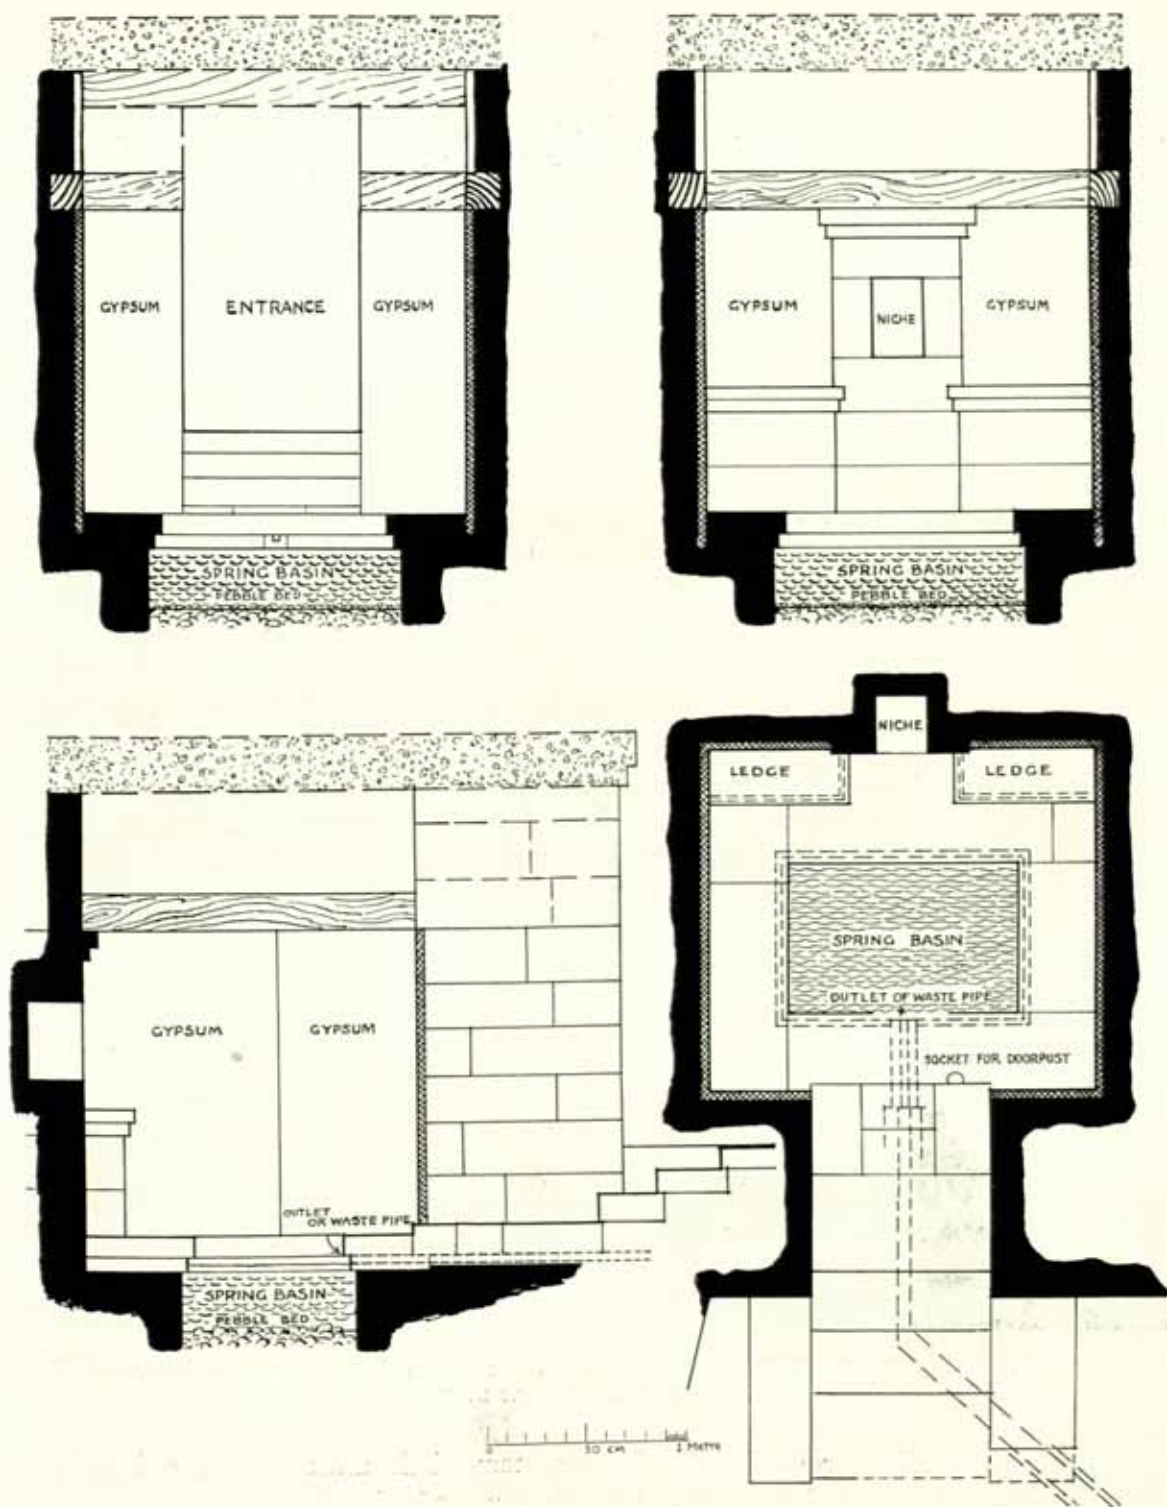 GYPSUM
ENTRANCE
GYPSUM
SPRING BASIN
PEBBLE BED
GYPSUM
NICHE
GYPSUM
SPRING BASIN
PEBBLE BED
GYPSUM
GYPSUM
OUTLET
OR WASTE PIPE
SPRING BASIN
PEBBLE BED
NICHE
LEDGE
LEDGE
SPRING BASIN
OUTLET OF WASTE PIPE
SOCKET FOR DOORPOST
0 50 CM 1 METRE